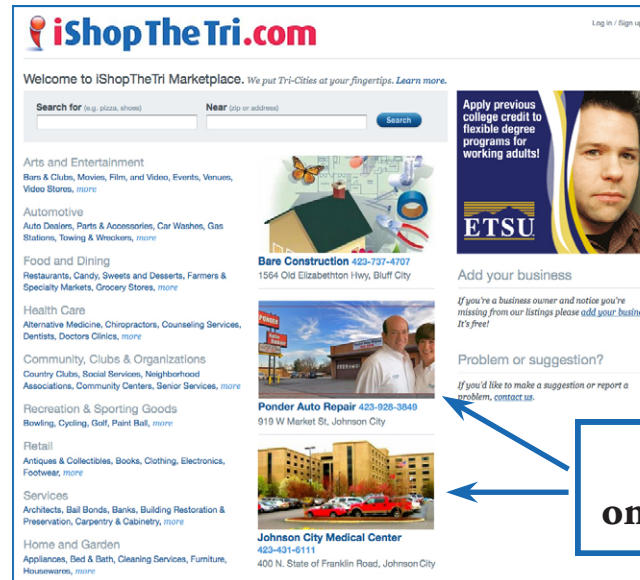 iShopTheTri.com
Log in / Sign up
Welcome to iShopTheTri Marketplace. We put Tri-Cities at your fingertips. Learn more.
Search for (e.g. pizza, shoes)
Near (zip or address)
Search
Arts and Entertainment
Bars & Clubs, Movies, Film, and Video, Events, Venues,
Video Stores, more
Automotive
Auto Dealers, Parts & Accessories, Car Washes, Gas
Stations, Towing & Wreckers, more
Food and Dining
Restaurants, Candy, Sweets and Desserts, Farmers &
Specialty Markets, Grocery Stores, more
Health Care
Alternative Medicine, Chiropractors, Counseling Services,
Dentists, Doctors Clinics, more
Community, Clubs & Organizations
Country Clubs, Social Services, Neighborhood
Associations, Community Centers, Senior Services, more
Recreation & Sporting Goods
Bowling, Cycling, Golf, Paint Ball, more
Retail
Antiques & Collectibles, Books, Clothing, Electronics,
Footwear, more
Services
Architects, Bail Bonds, Banks, Building Restoration &
Preservation, Carpentry & Cabinetry, more
Home and Garden
Appliances, Bed & Bath, Cleaning Services, Furniture,
Housewares, more
Bare Construction 423-737-4707
1564 Old Elizabethton Hwy, Bluff City
PONDER
Ponder Auto Repair 423-928-3849
919 W Market St, Johnson City
Johnson City Medical Center
423-431-6111
400 N. State of Franklin Road, Johnson City
Apply previous
college credit to
flexible degree
programs for
working adults!
ETSU
Add your business
If you're a business owner and notice you're
missing from our listings please add your busin
It's free!
Problem or suggestion?
If you'd like to make a suggestion or report a
problem, contact us.
on